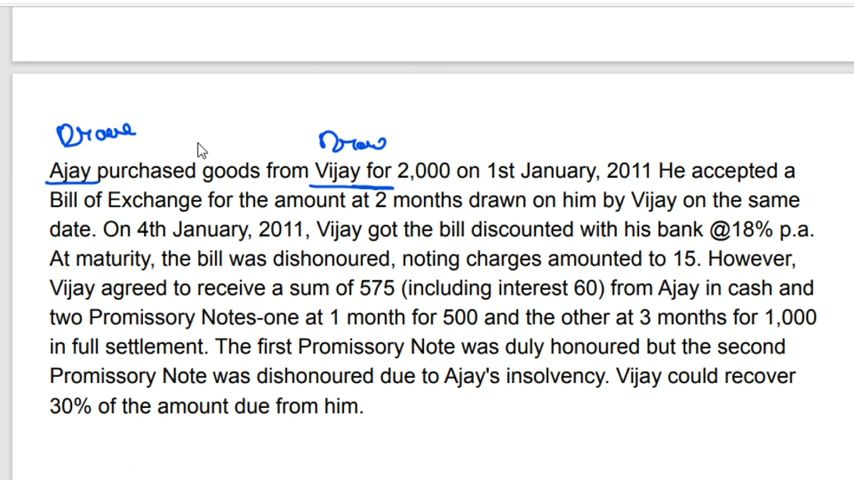 Drawe Draw
Ajay purchased goods from Vijay for 2,000 on 1st January, 2011 He accepted a
Bill of Exchange for the amount at 2 months drawn on him by Vijay on the same
date. On 4th January, 2011, Vijay got the bill discounted with his bank @18% p.a.
At maturity, the bill was dishonoured, noting charges amounted to 15. However,
Vijay agreed to receive a sum of 575 (including interest 60) from Ajay in cash and
two Promissory Notes-one at 1 month for 500 and the other at 3 months for 1,000
in full settlement. The first Promissory Note was duly honoured but the second
Promissory Note was dishonoured due to Ajay's insolvency. Vijay could recover
30% of the amount due from him.